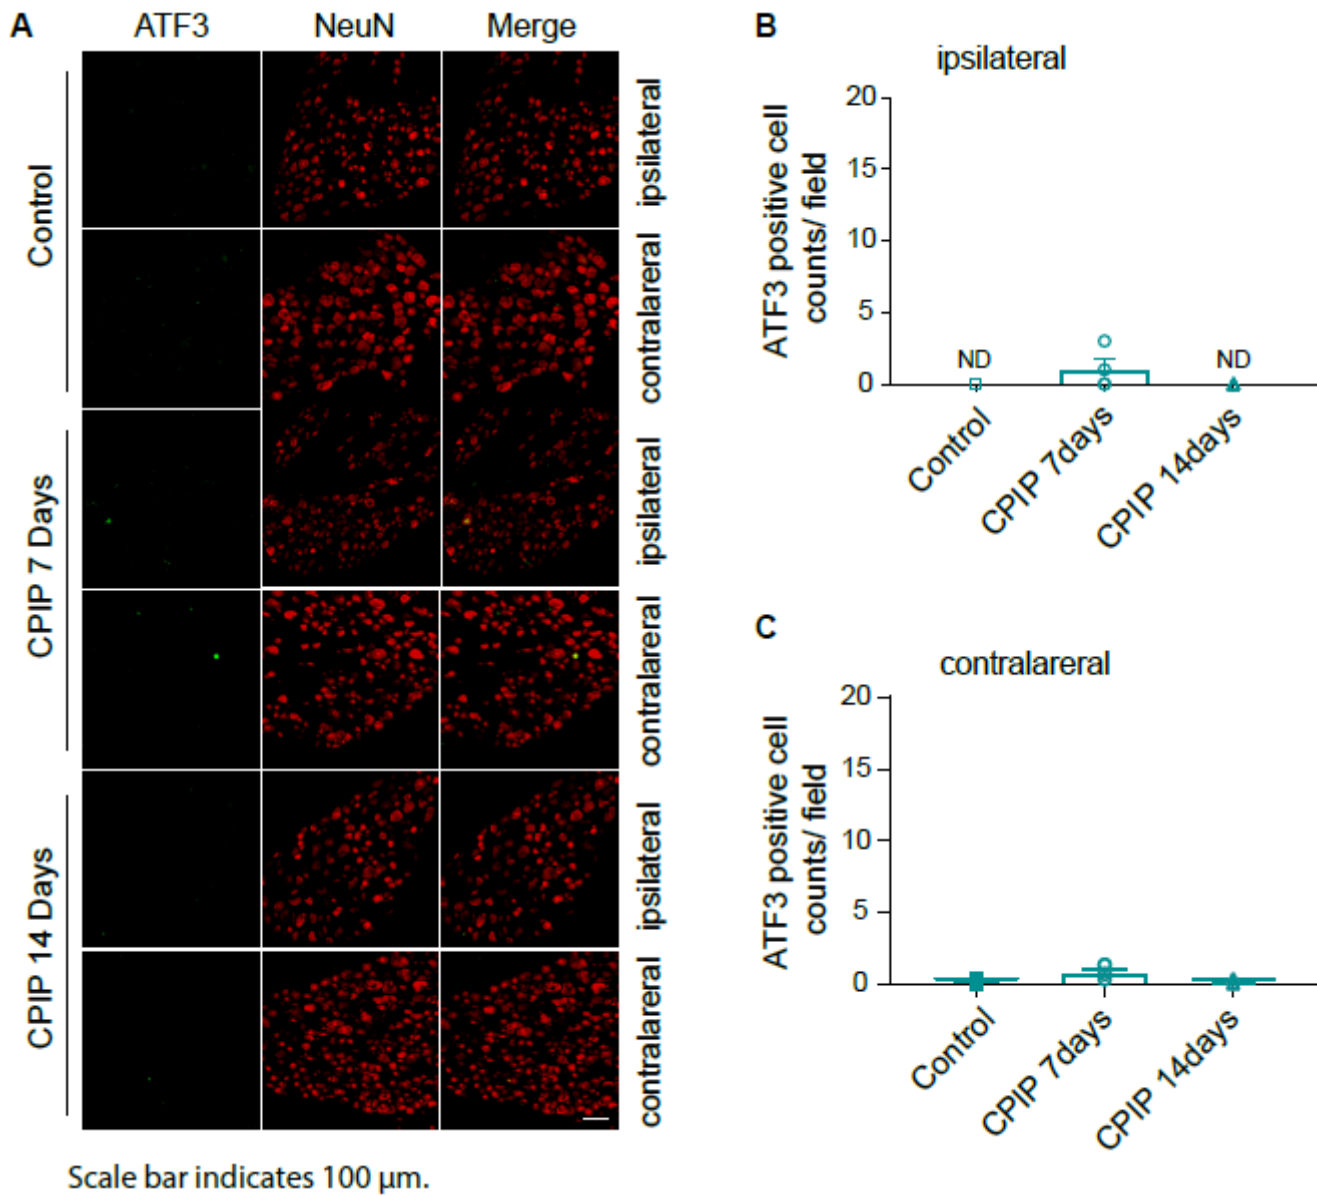 A
ATF3 NeuN Merge
Control
ipsilateral
contralareral
CPIP 7 Days
ipsilateral
contralareral
CPIP 14 Days
ipsilateral
contralareral
Scale bar indicates 100 µm.
B
ipsilateral
ATF3 positive cell
counts/ field
20
15
10
5
0
ND
ND
Control
CPIP 7days
CPIP 14days
C
contralareral
ATF3 positive cell
counts/ field
20
15
10
5
0
Control
CPIP 7days
CPIP 14days